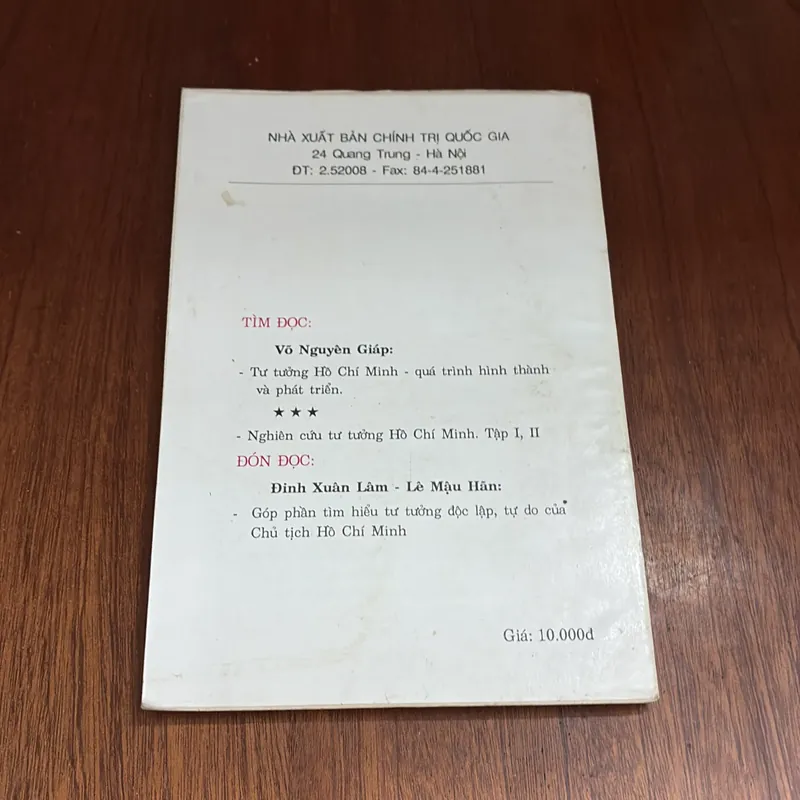 NHÀ XUẤT BẢN CHÍNH TRỊ QUỐC GIA
24 Quang Trung - Hà Nội
ĐT: 2.52008 - Fax: 84-4-251881
TÌM ĐỌC:
Võ Nguyên Giáp:
- Tư tưởng Hồ Chí Minh - quá trình hình thành
và phát triển.
★ ★ ★
- Nghiên cứu tư tưởng Hồ Chí Minh. Tập I, II
ĐÓN ĐỌC:
Đinh Xuân Lâm - Lê Mậu Hãn:
- Góp phần tìm hiểu tư tưởng độc lập, tự do của
Chủ tịch Hồ Chí Minh
Giá: 10.000đ